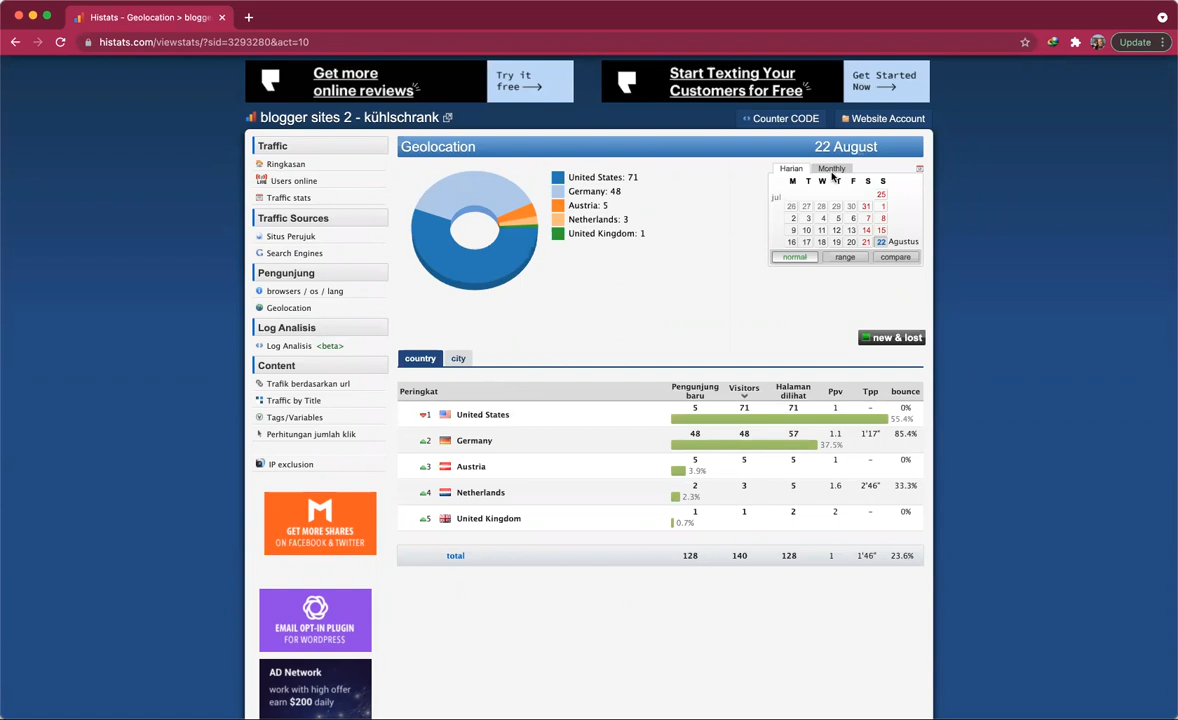 Histats - Geolocation > blogge
histats.com/viewstats/?sid=3293280&act=10
Update
Get more
online reviews
Try it
free
Start Texting Your
Customers for Free
Get Started
Now
blogger sites 2 - kühlschrank
Counter CODE
Website Account
Traffic
Ringkasan
LIVE
Users online
Traffic stats
Traffic Sources
Situs Perujuk
Search Engines
Pengunjung
browsers / os / lang
Geolocation
Log Analisis
Log Analisis <beta>
Content
Trafik berdasarkan url
Traffic by Title
Tags/Variables
Perhitungan jumlah klik
IP exclusion
GET MORE SHARES
ON FACEBOOK & TWITTER
EMAIL OPT-IN PLUGIN
FOR WORDPRESS
AD Network
work with high offer
earn $200 daily
Geolocation
22 August
United States: 71
Germany: 48
Austria: 5
Netherlands: 3
United Kingdom: 1
Harian Monthly
M T W T F S S
25
jul
26 27 28 29 30 31 1
2 3 4 5 6 7 8
9 10 11 12 13 14 15
16 17 18 19 20 21 22 Agustus
normal range compare
new & lost
country city
Peringkat Pengunjung baru Visitors Halaman dilihat Ppv Tpp bounce
1 United States 5 71 71 1 – 0%
55.4%
2 Germany 48 48 57 1.1 1'17" 85.4%
37.5%
3 Austria 5 5 5 1 – 0%
3.9%
4 Netherlands 2 3 5 1.6 2'46" 33.3%
2.3%
5 United Kingdom 1 1 2 2 – 0%
0.7%
total 128 140 128 1 1'46" 23.6%